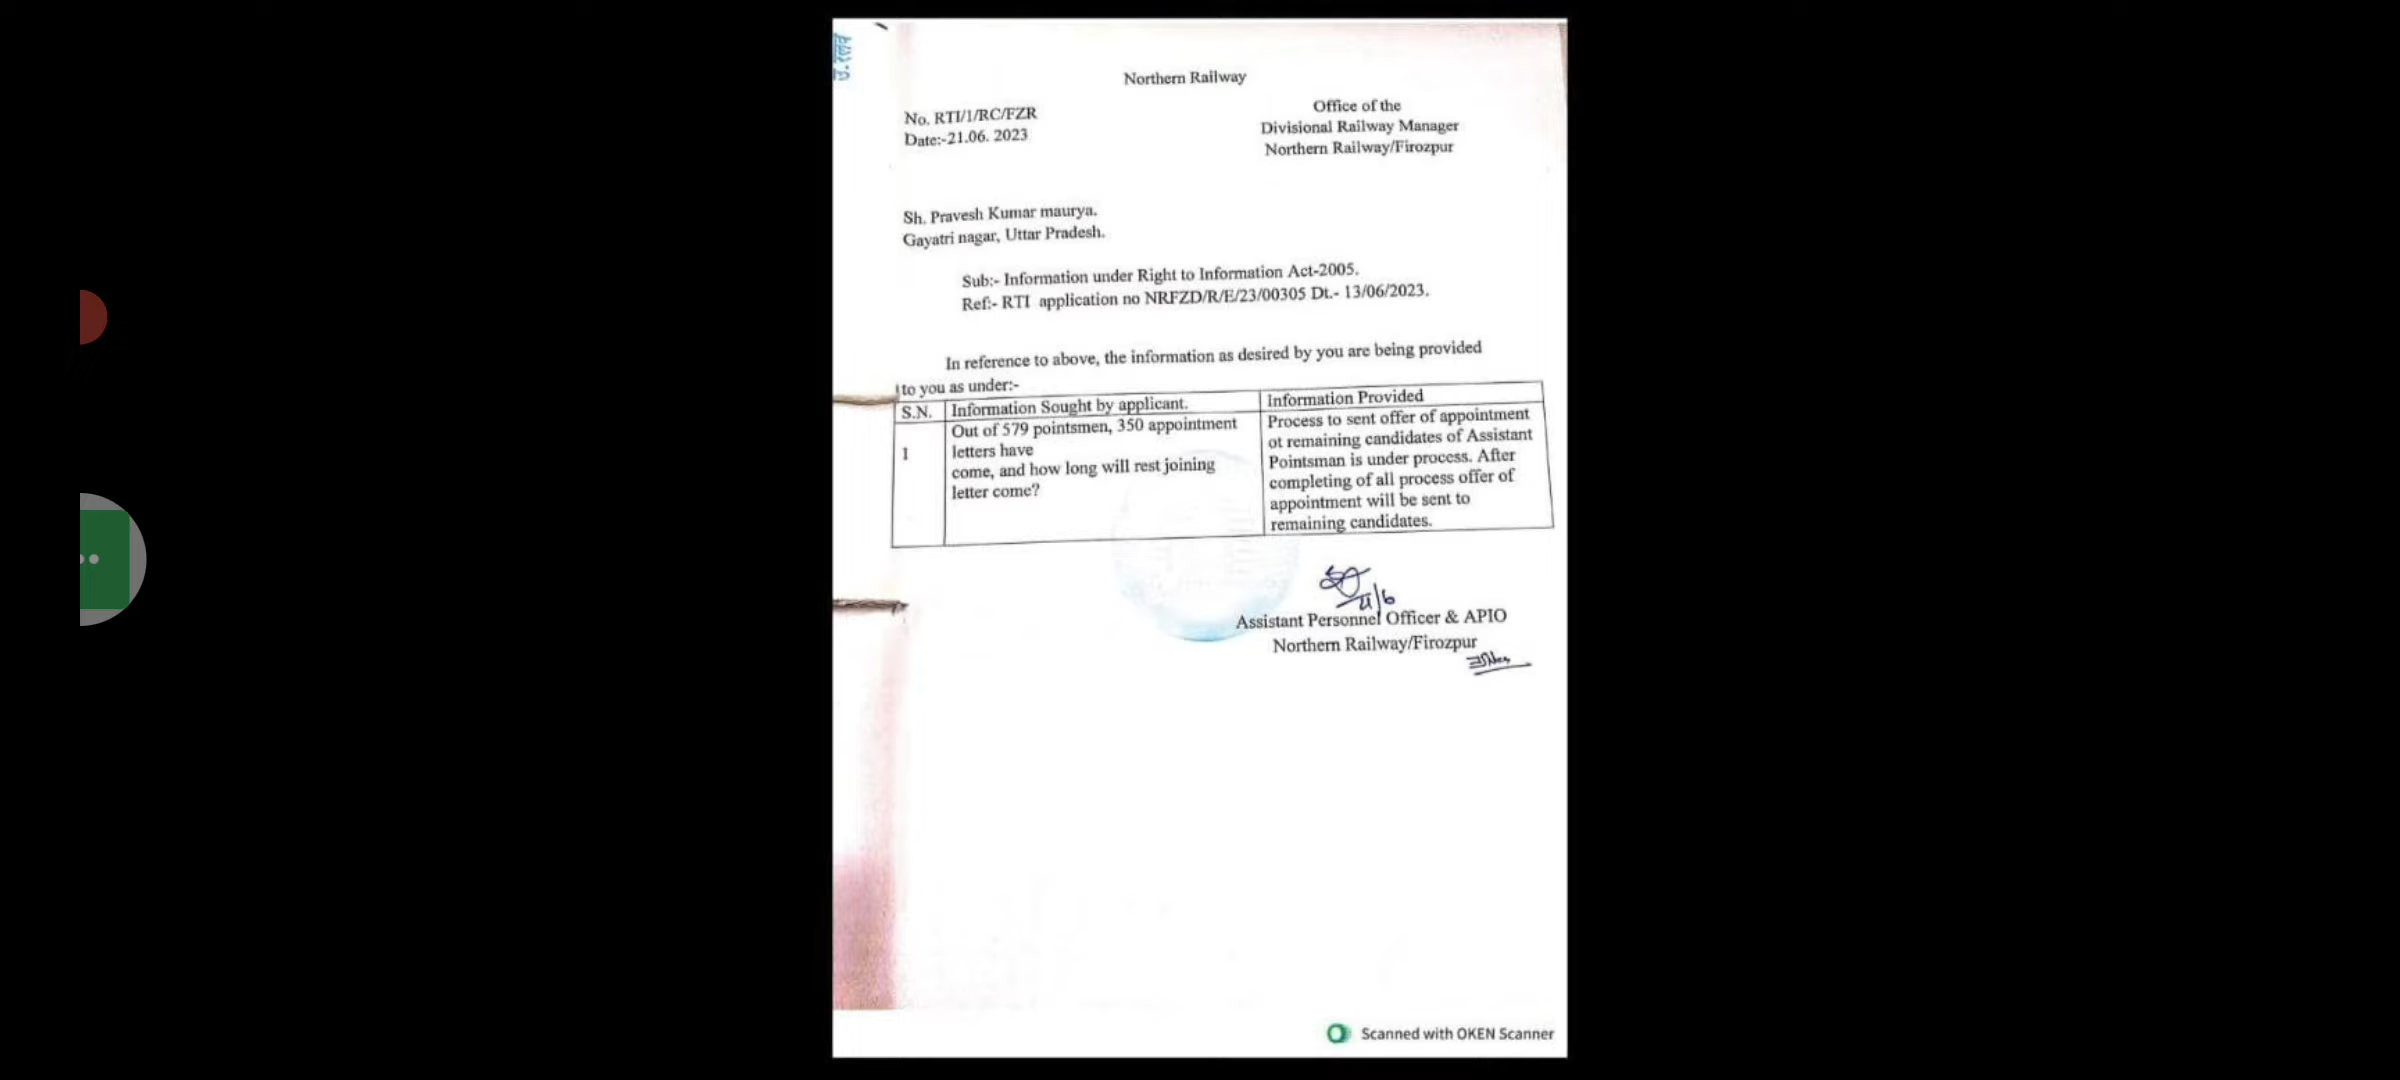 उ.रेलवे
Northern Railway
No. RTI/1/RC/FZR
Date:-21.06. 2023
Office of the
Divisional Railway Manager
Northern Railway/Firozpur
Sh. Pravesh Kumar maurya.
Gayatri nagar, Uttar Pradesh.
Sub:- Information under Right to Information Act-2005.
Ref:- RTI application no NRFZD/R/E/23/00305 Dt.- 13/06/2023.
In reference to above, the information as desired by you are being provided
to you as under:-
S.N. Information Sought by applicant. Information Provided
1
Out of 579 pointsmen, 350 appointment
letters have
come, and how long will rest joining
letter come?
Process to sent offer of appointment
ot remaining candidates of Assistant
Pointsman is under process. After
completing of all process offer of
appointment will be sent to
remaining candidates.
21/6
Assistant Personnel Officer & APIO
Northern Railway/Firozpur
Scanned with OKEN Scanner